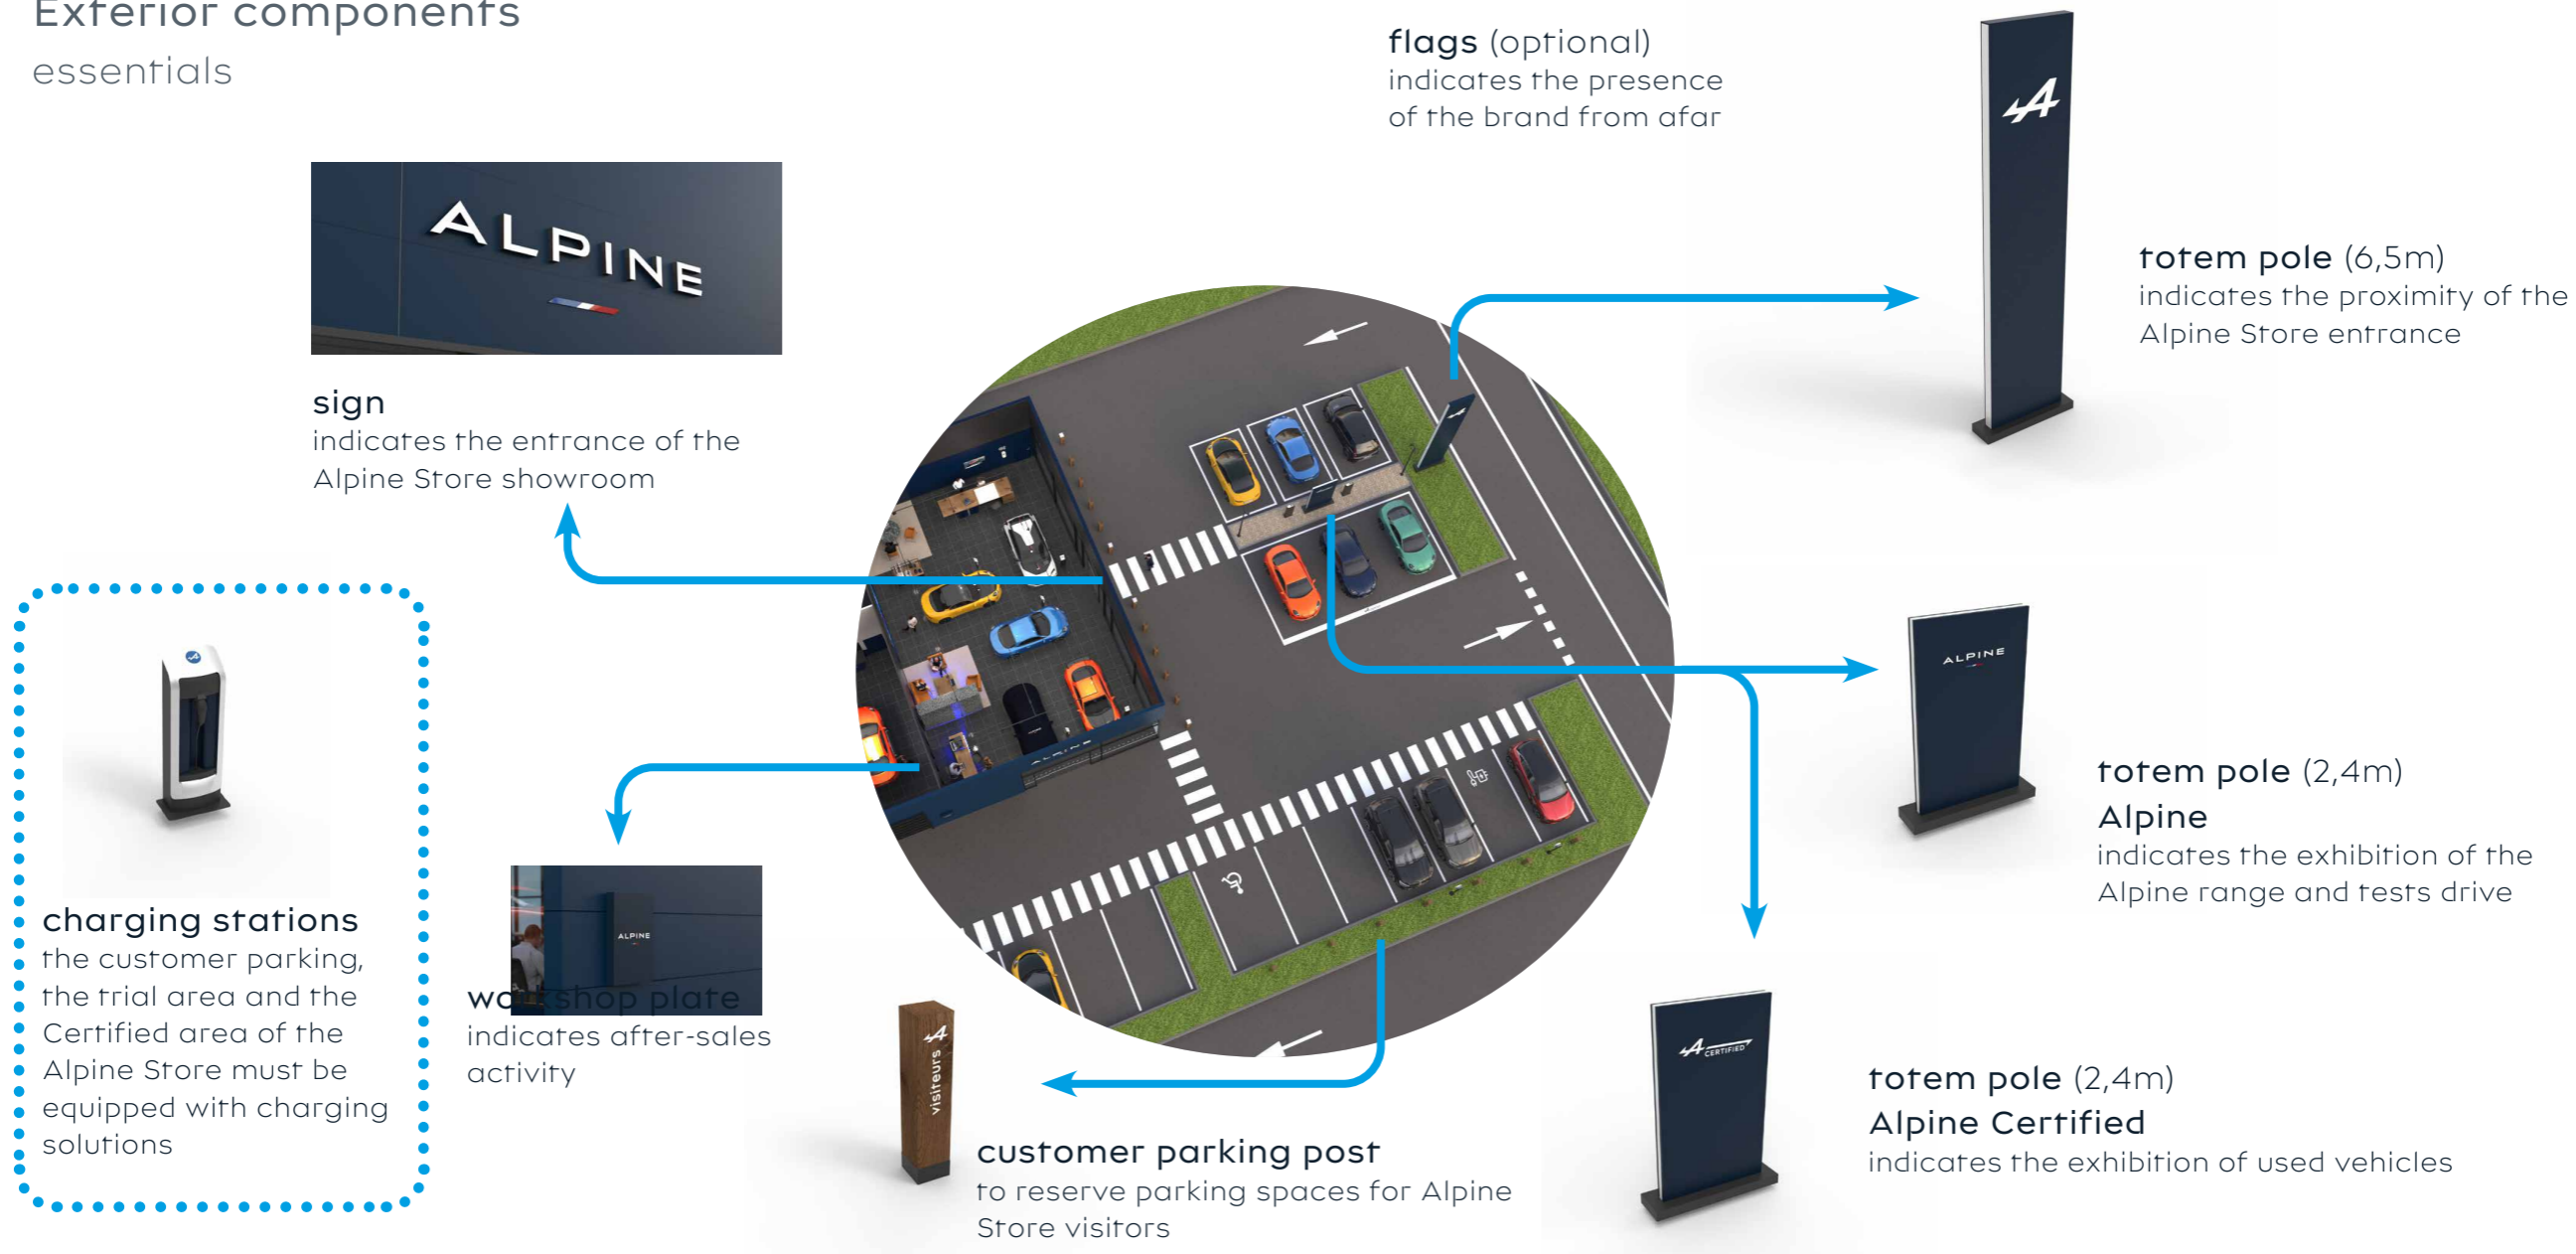 Exterior components
essentials
flags (optional)
indicates the presence
of the brand from afar
totem pole (6,5m)
indicates the proximity of the
Alpine Store entrance
ALPINE
sign
indicates the entrance of the
Alpine Store showroom
charging stations
the customer parking,
the trial area and the
Certified area of the
Alpine Store must be
equipped with charging
solutions
ALPINE
workshop plate
indicates after-sales
activity
visiteurs
customer parking post
to reserve parking spaces for Alpine
Store visitors
ALPINE
totem pole (2,4m)
Alpine
indicates the exhibition of the
Alpine range and tests drive
CERTIFIED
totem pole (2,4m)
Alpine Certified
indicates the exhibition of used vehicles